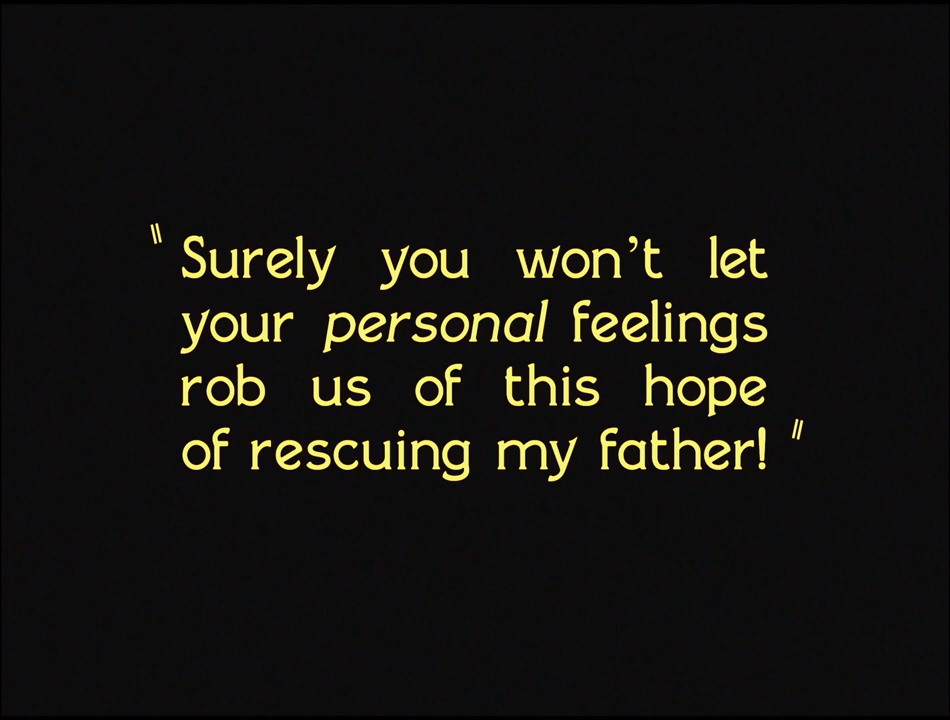 "Surely you won't let
your personal feelings
rob us of this hope
of rescuing my father!"